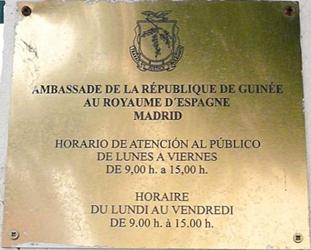 AMBASSADE DE LA RÉPUBLIQUE DE GUINÉE
AU ROYAUME D´ESPAGNE
MADRID
HORARIO DE ATENCIÓN AL PÚBLICO
DE LUNES A VIERNES
DE 9,00 h. a 15,00 h.
HORAIRE
DU LUNDI AU VENDREDI
DE 9.00 h. à 15.00 h.